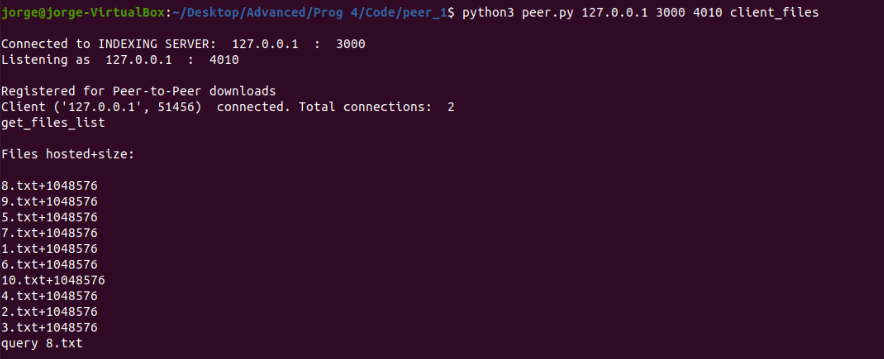 jorge@jorge-VirtualBox:~/Desktop/Advanced/Prog 4/Code/peer_1$ python3 peer.py 127.0.0.1 3000 4010 client_files
Connected to INDEXING SERVER:  127.0.0.1  :  3000
Listening as  127.0.0.1  :  4010
Registered for Peer-to-Peer downloads
Client ('127.0.0.1', 51456)  connected. Total connections:  2
get_files_list
Files hosted+size:
8.txt+1048576
9.txt+1048576
5.txt+1048576
7.txt+1048576
1.txt+1048576
6.txt+1048576
10.txt+1048576
4.txt+1048576
2.txt+1048576
3.txt+1048576
query 8.txt